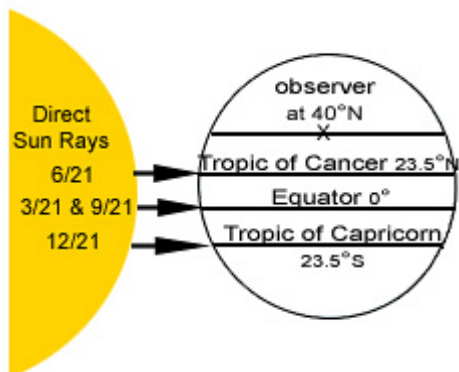 Direct
Sun Rays
6/21
3/21 & 9/21
12/21
observer
at 40°N
X
Tropic of Cancer 23.5°N
Equator 0°
Tropic of Capricorn
23.5°S